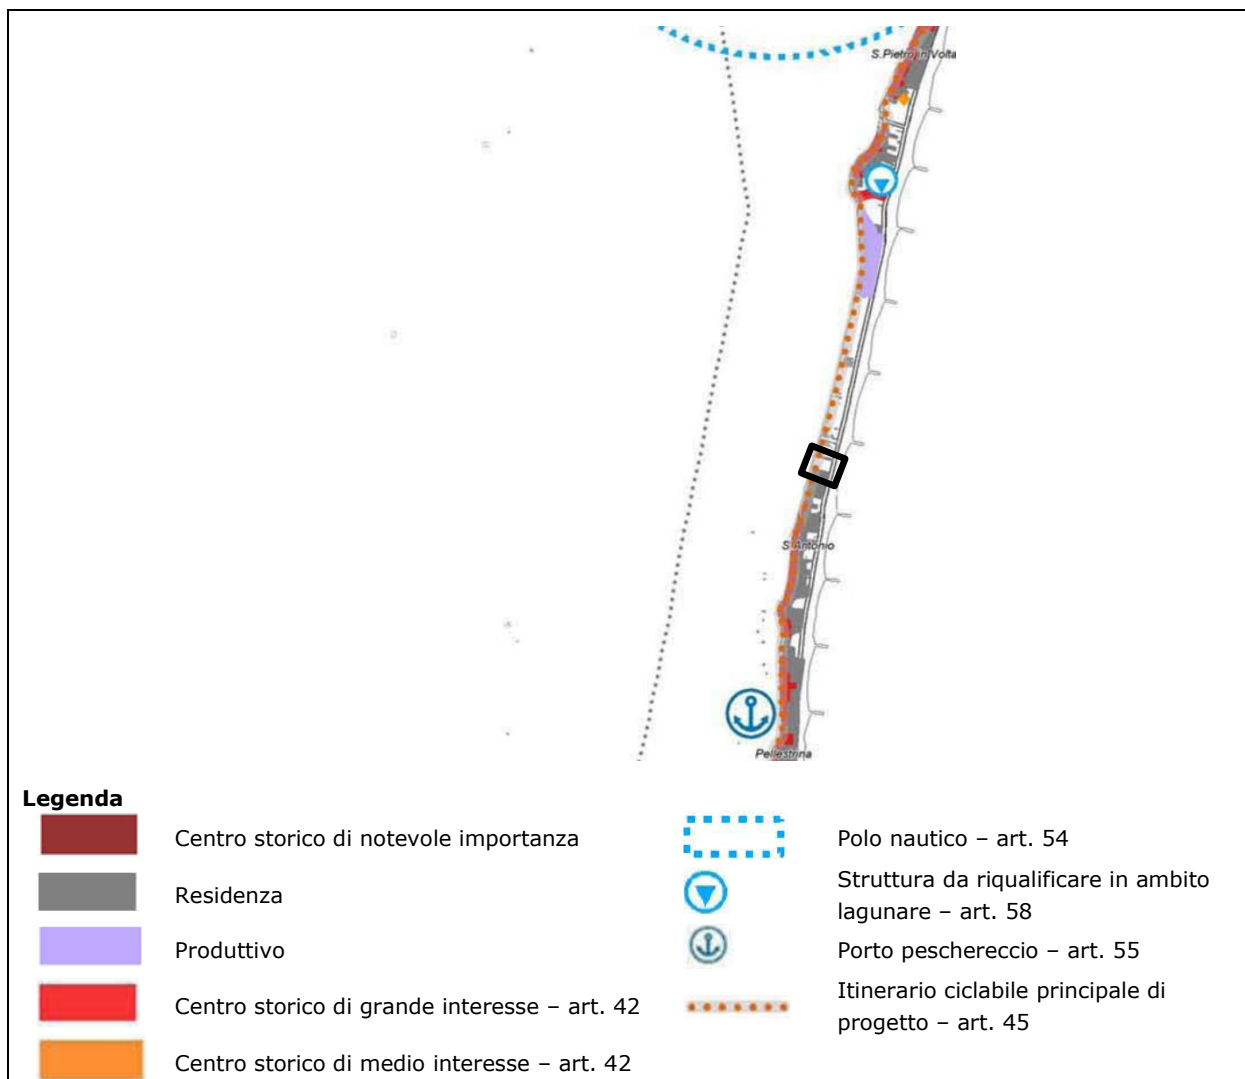 S.Pietro in Volta
S.Antonio
Pellestrina
Legenda
Centro storico di notevole importanza
Residenza
Produttivo
Centro storico di grande interesse – art. 42
Centro storico di medio interesse – art. 42
Polo nautico – art. 54
Struttura da riqualificare in ambito
lagunare – art. 58
Porto peschereccio – art. 55
Itinerario ciclabile principale di
progetto – art. 45